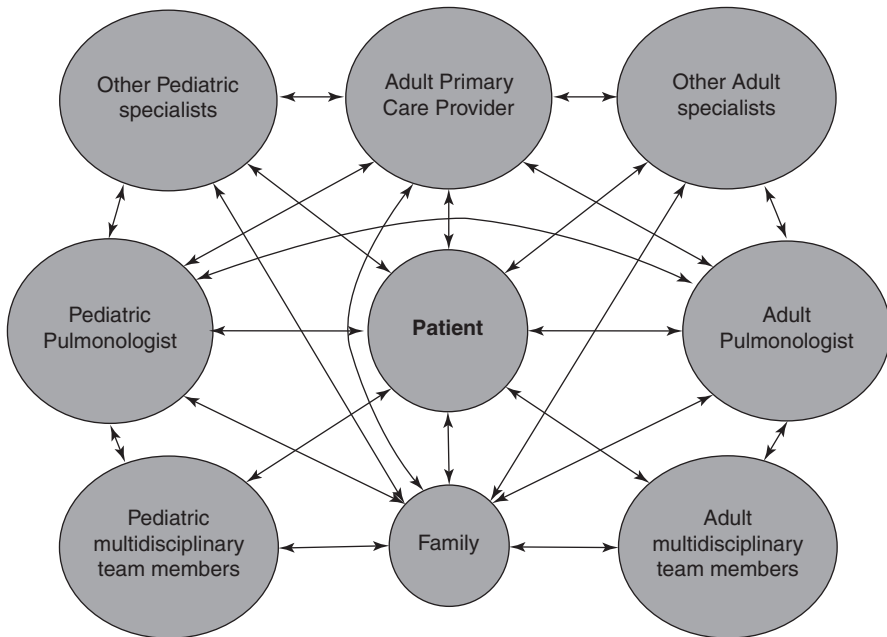 Other Pediatric
specialists
Adult Primary
Care Provider
Other Adult
specialists
Pediatric
Pulmonologist
Patient
Adult
Pulmonologist
Pediatric
multidisciplinary
team members
Family
Adult
multidisciplinary
team members